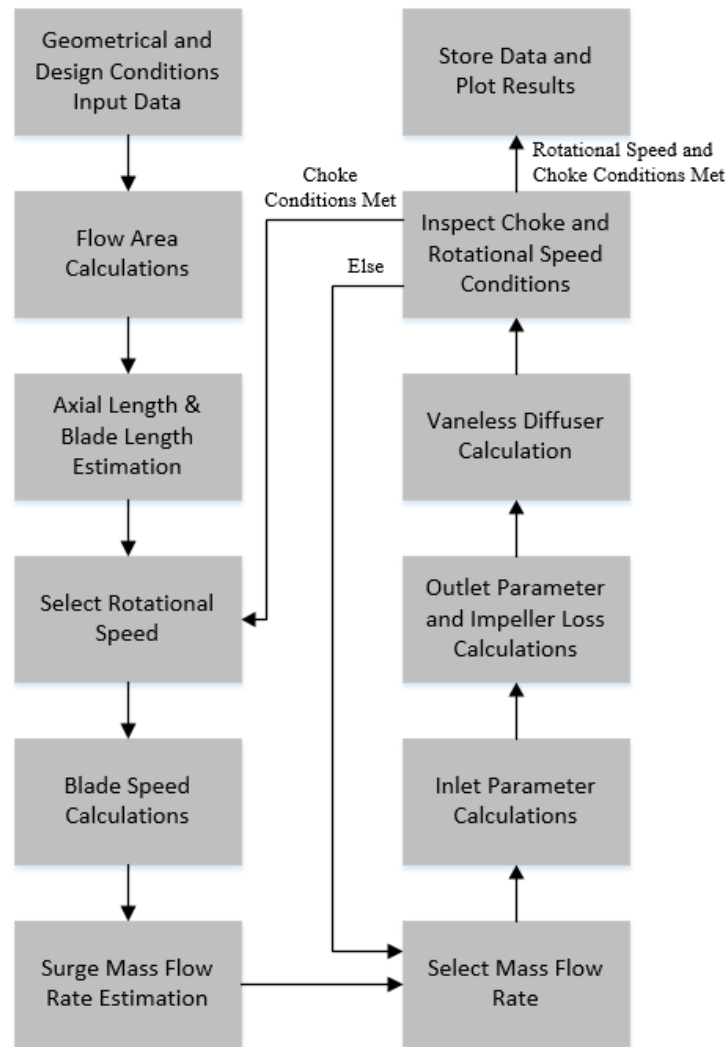 Geometrical and
Design Conditions
Input Data
Flow Area
Calculations
Axial Length &
Blade Length
Estimation
Select Rotational
Speed
Blade Speed
Calculations
Surge Mass Flow
Rate Estimation
Store Data and
Plot Results
Rotational Speed and
Choke Conditions Met
Choke
Conditions Met
Inspect Choke and
Rotational Speed
Conditions
Else
Vaneless Diffuser
Calculation
Outlet Parameter
and Impeller Loss
Calculations
Inlet Parameter
Calculations
Select Mass Flow
Rate